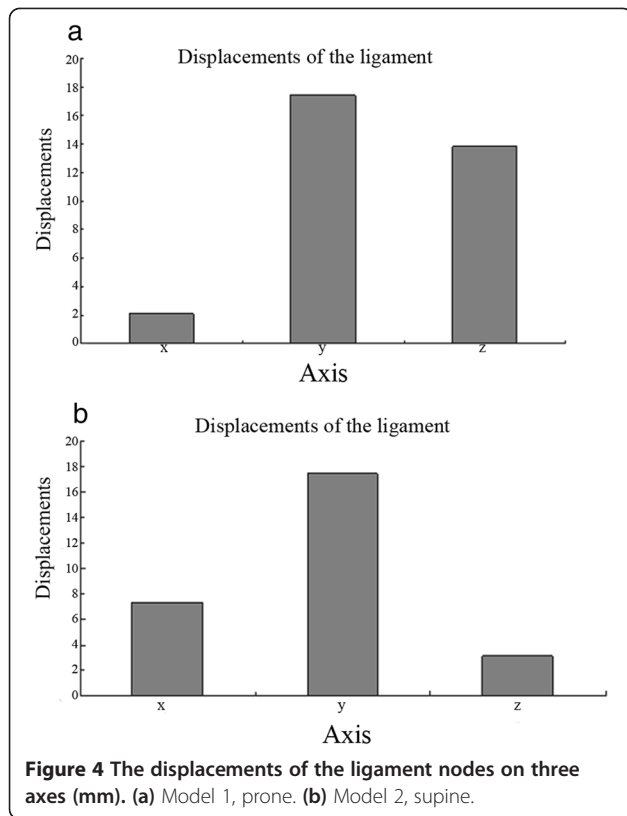 a
Displacements of the ligament
20
18
16
14
12
10
8
6
4
2
0
Displacements
x y z
Axis
b
Displacements of the ligament
20
18
16
14
12
10
8
6
4
2
0
Displacements
x y z
Axis
Figure 4 The displacements of the ligament nodes on three
axes (mm). (a) Model 1, prone. (b) Model 2, supine.